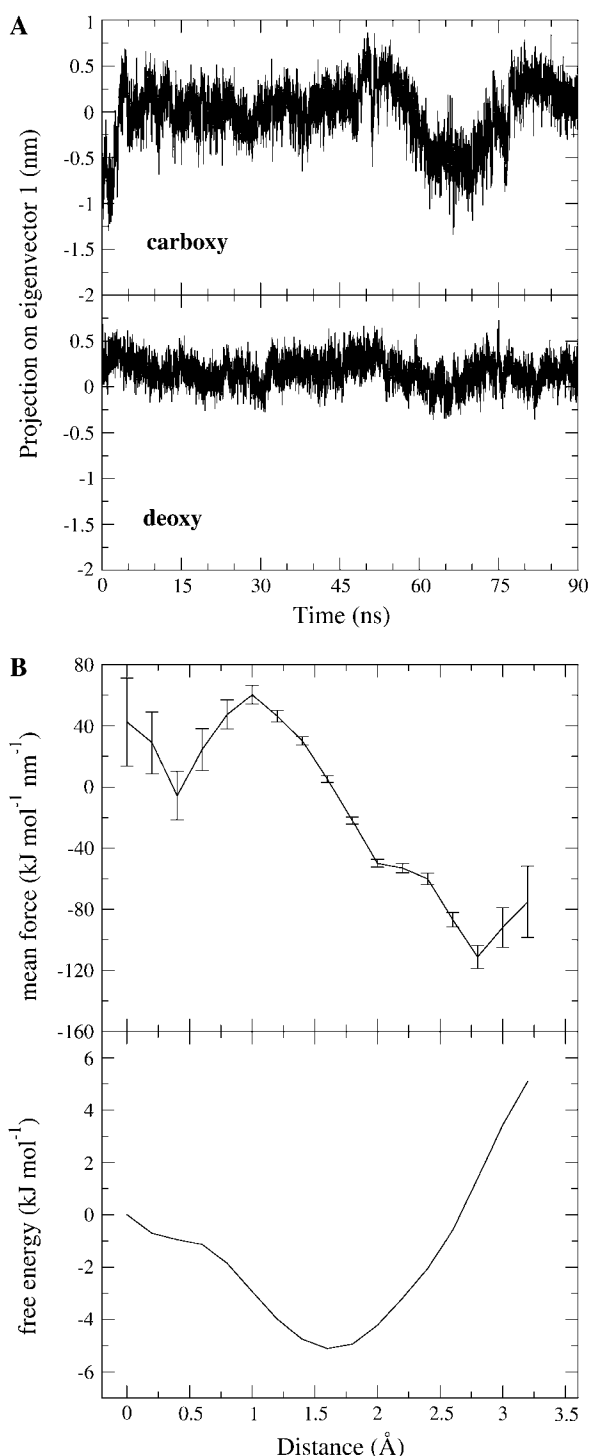 A
1
0.5
0
-0.5
-1
-1.5
-2
carboxy
0.5
0
-0.5
-1
-1.5
-2
deoxy
Projection on eigenvector 1 (nm)
0 15 30 45 60 75 90
Time (ns)
B
80
40
0
-40
-80
-120
-160
mean force (kJ mol⁻¹ nm⁻¹)
6
4
2
0
-2
-4
-6
free energy (kJ mol⁻¹)
0 0.5 1 1.5 2 2.5 3 3.5
Distance (Å)